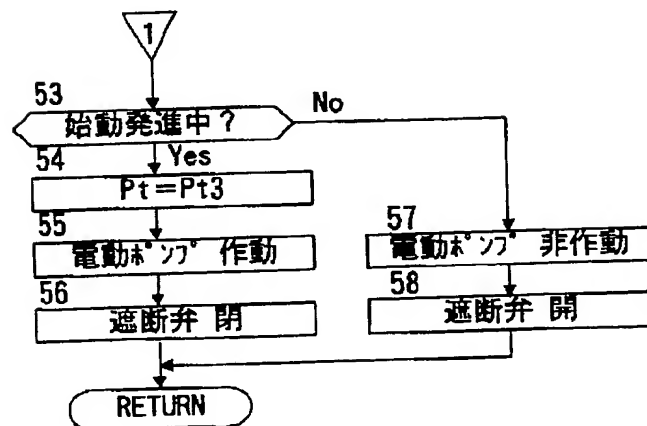 1
53
始動発進中？
No
54
Yes
Pt＝Pt3
55
電動ﾎﾟﾝﾌﾟ 作動
57
電動ﾎﾟﾝﾌﾟ 非作動
56
遮断弁 閉
58
遮断弁 開
RETURN